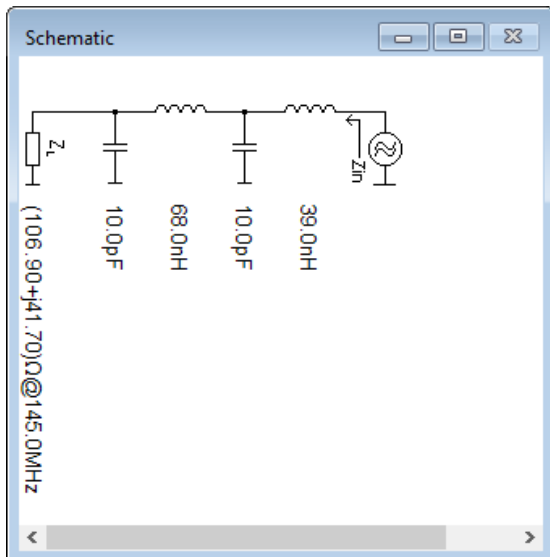 Schematic
ZL
Zin
(106.90+j41.70)Ω@145.0MHz
10.0pF
68.0nH
10.0pF
39.0nH